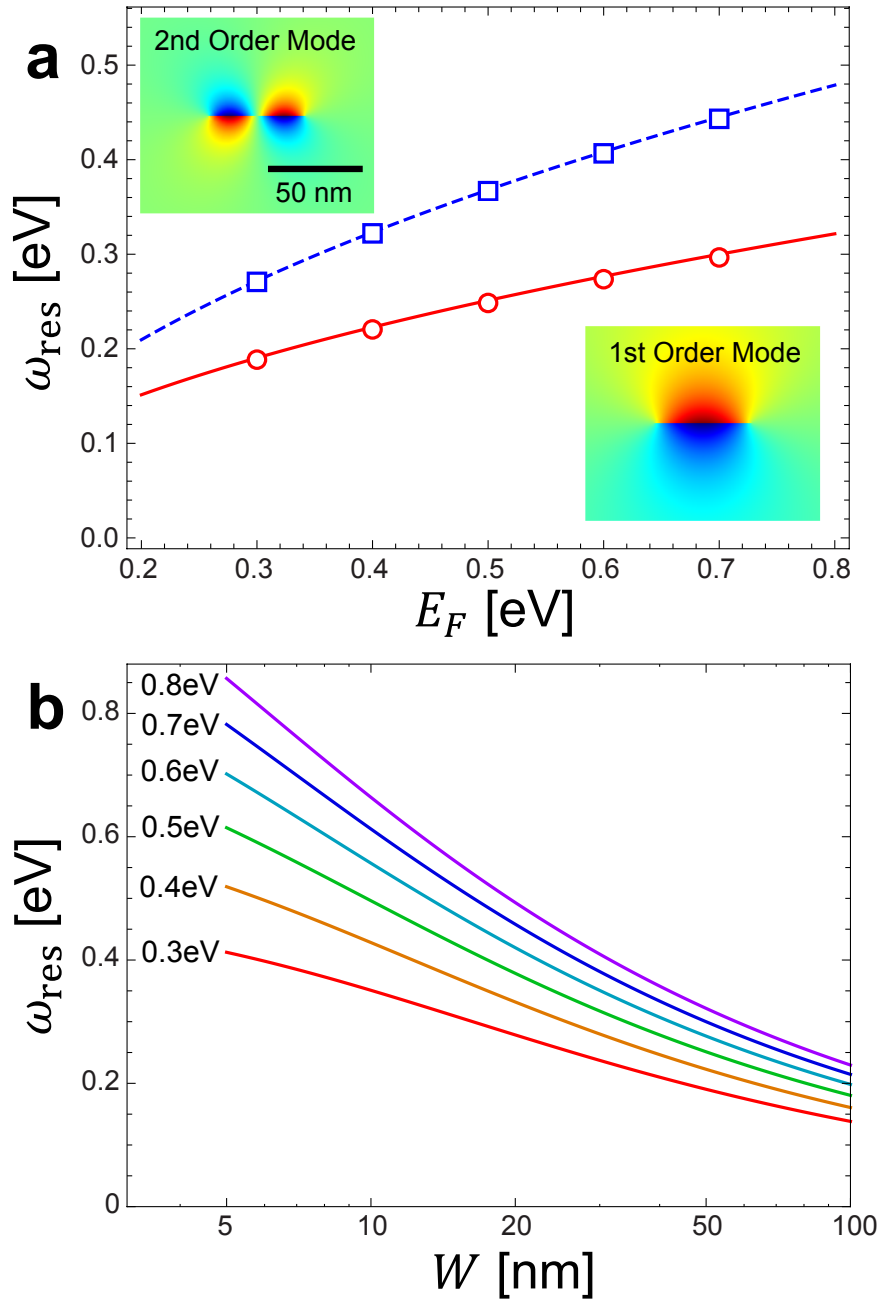 a
2nd Order Mode
50 nm
1st Order Mode
0.5
0.4
0.3
0.2
0.1
0.0
ω_res [eV]
0.2 0.3 0.4 0.5 0.6 0.7 0.8
E_F [eV]
b
0.8eV
0.7eV
0.6eV
0.5eV
0.4eV
0.3eV
0.8
0.6
0.4
0.2
0
ω_res [eV]
5 10 20 50 100
W [nm]